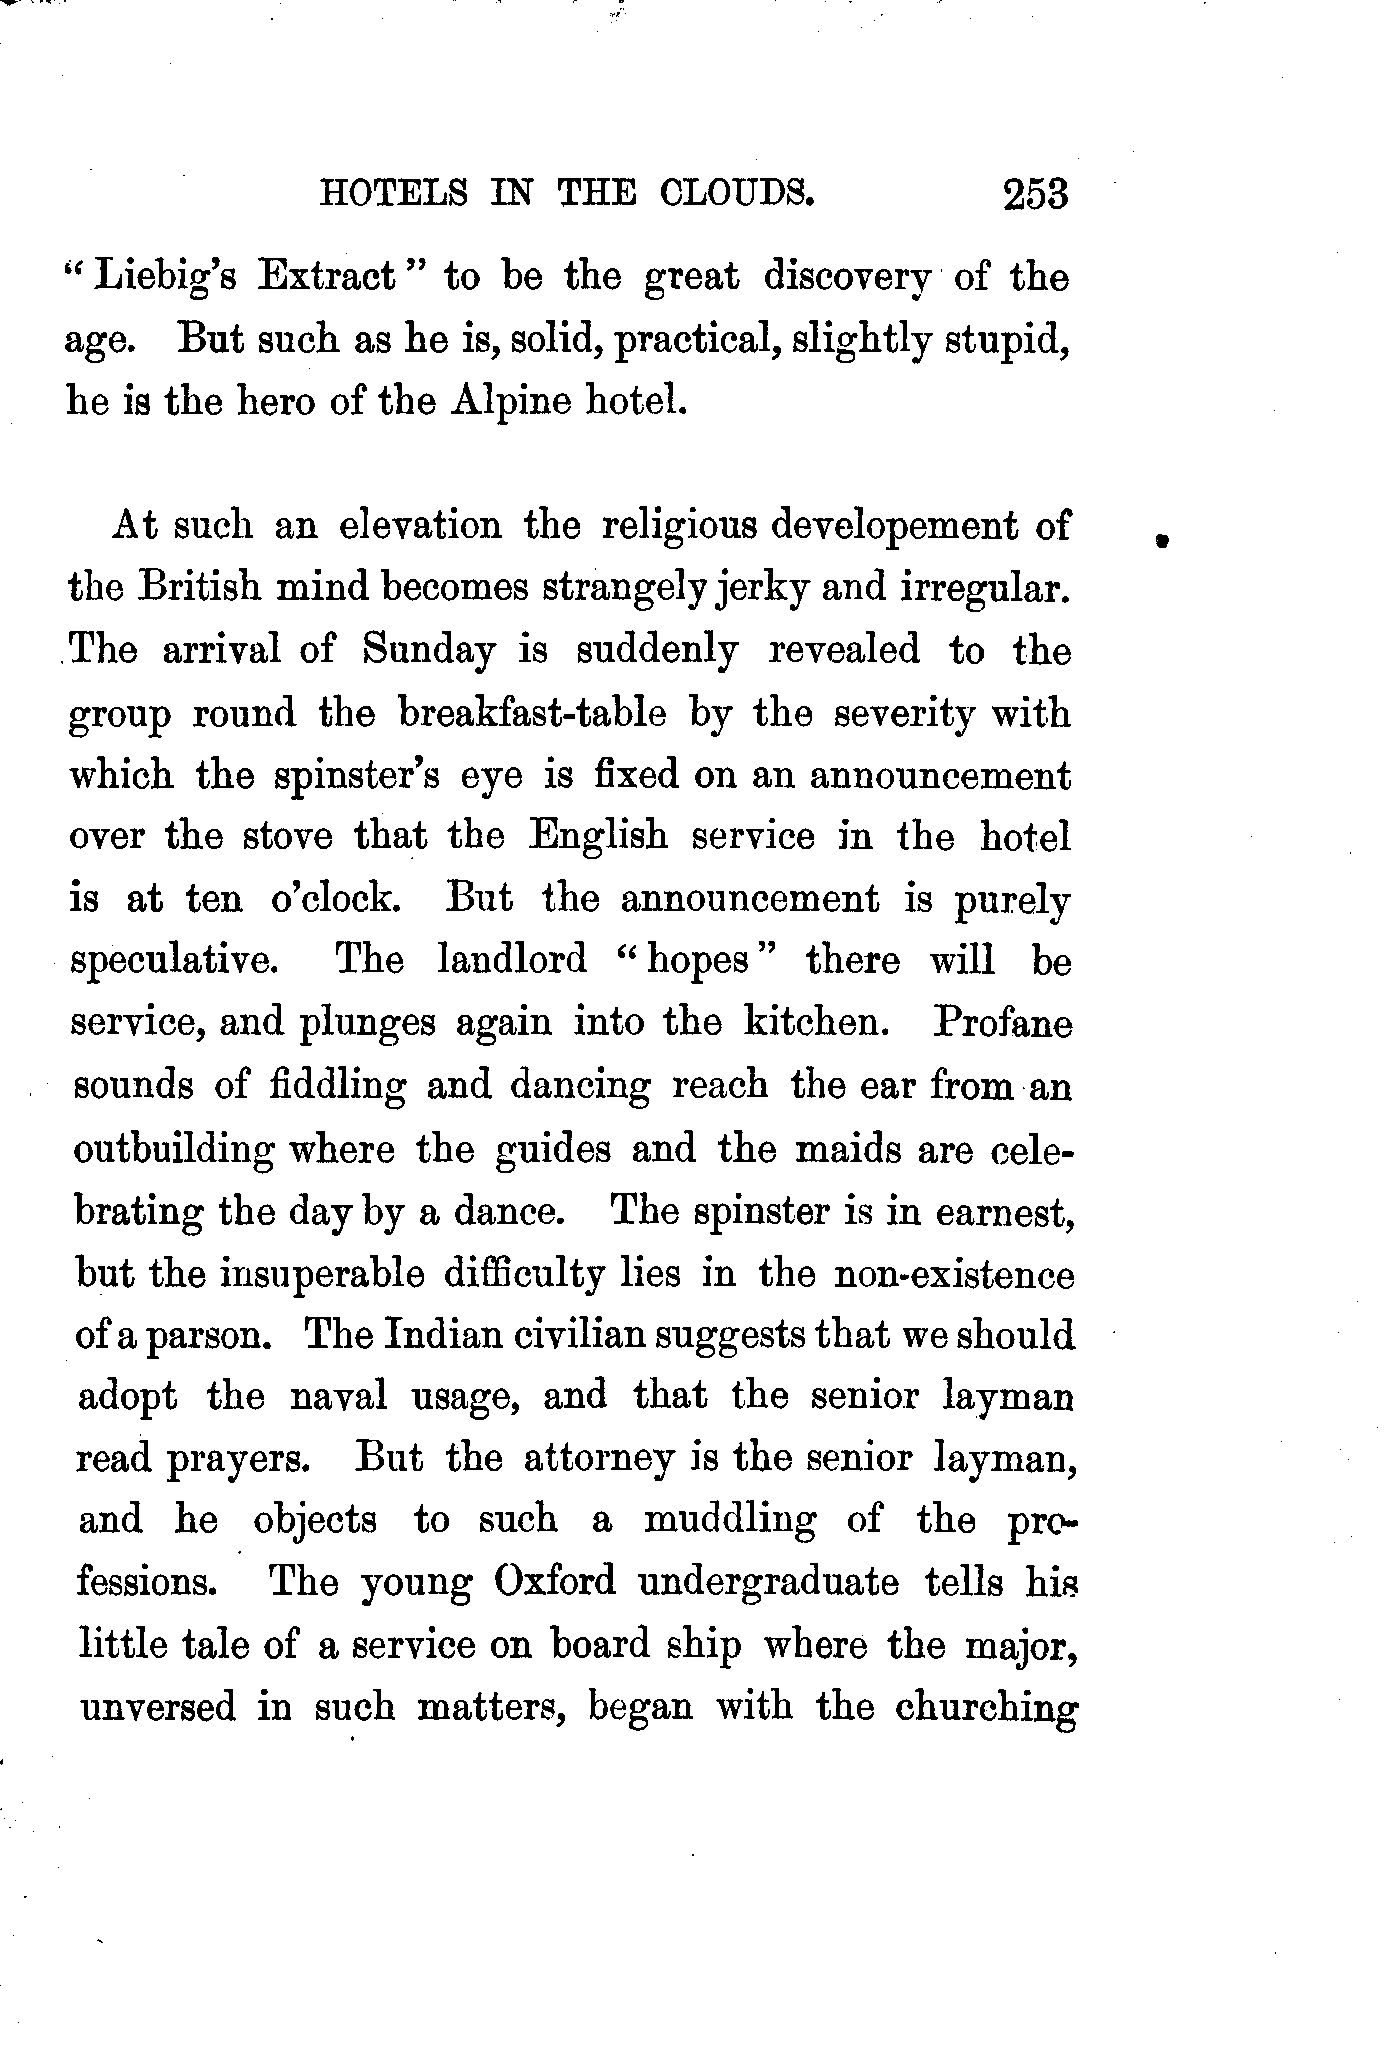 HOTELS IN THE CLOUDS. 253
“Liebig’s Extract” to be the great discovery of the
age. But such as he is, solid, practical, slightly stupid,
he is the hero of the Alpine hotel.
At such an elevation the religious developement of
the British mind becomes strangely jerky and irregular.
The arrival of Sunday is suddenly revealed to the
group round the breakfast-table by the severity with
which the spinster’s eye is fixed on an announcement
over the stove that the English service in the hotel
is at ten o’clock. But the announcement is purely
speculative. The landlord “hopes” there will be
service, and plunges again into the kitchen. Profane
sounds of fiddling and dancing reach the ear from an
outbuilding where the guides and the maids are cele-
brating the day by a dance. The spinster is in earnest,
but the insuperable difficulty lies in the non-existence
of a parson. The Indian civilian suggests that we should
adopt the naval usage, and that the senior layman
read prayers. But the attorney is the senior layman,
and he objects to such a muddling of the pro-
fessions. The young Oxford undergraduate tells his
little tale of a service on board ship where the major,
unversed in such matters, began with the churching